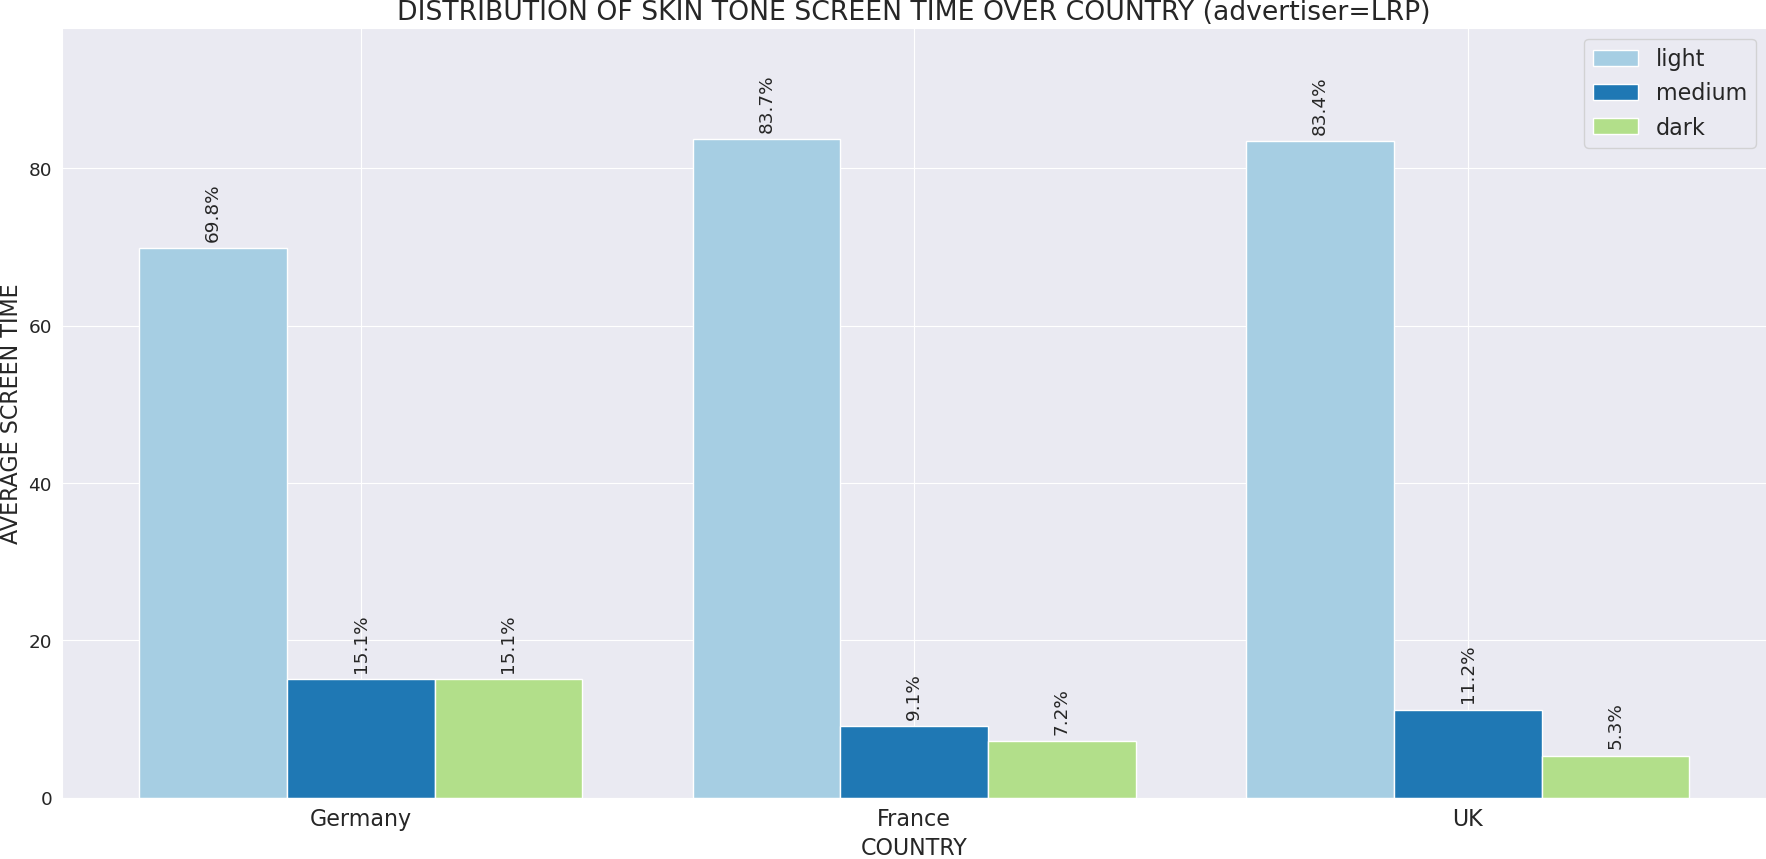 DISTRIBUTION OF SKIN TONE SCREEN TIME OVER COUNTRY (advertiser=LRP)
light
medium
dark
AVERAGE SCREEN TIME
80
60
40
20
0
69.8%
15.1%
15.1%
83.7%
9.1%
7.2%
83.4%
11.2%
5.3%
Germany
France
UK
COUNTRY